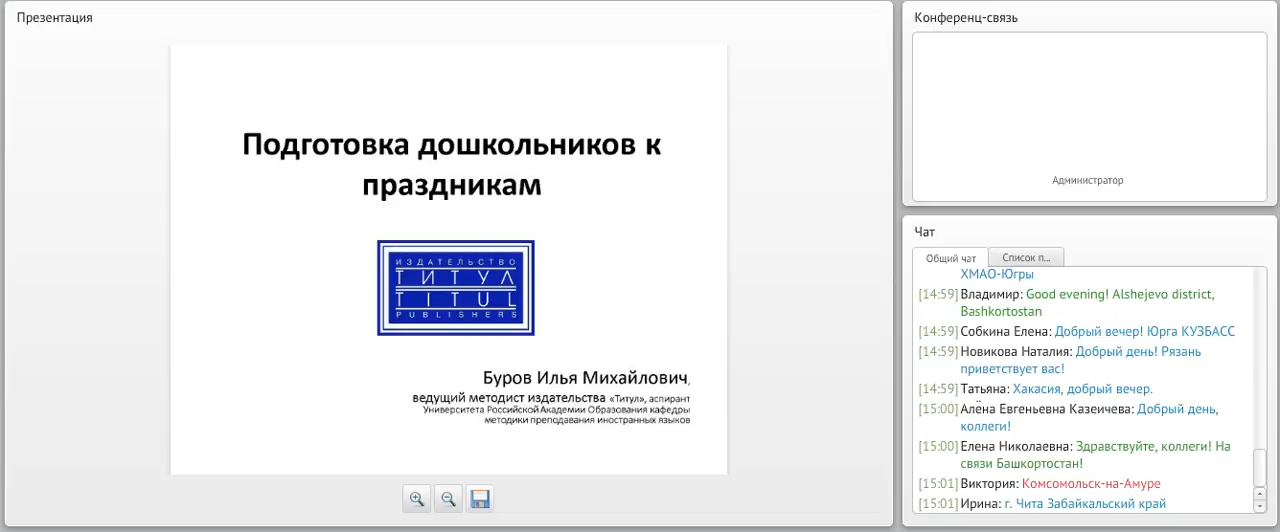 Презентация
Подготовка дошкольников к
праздникам
ИЗДАТЕЛЬСТВО
ТИТУЛ
TITUL
PUBLISHERS
Буров Илья Михайлович,
ведущий методист издательства «Титул», аспирант
Университета Российской Академии Образования кафедры
методики преподавания иностранных языков
Конференц-связь
Администратор
Чат
Общий чат
Список п...
ХМАО-Югры
[14:59] Владимир: Good evening! Alshejevo district,
Bashkortostan
[14:59] Собкина Елена: Добрый вечер! Юрга КУЗБАСС
[14:59] Новикова Наталия: Добрый день! Рязань
приветствует вас!
[14:59] Татьяна: Хакасия, добрый вечер.
[15:00] Алёна Евгеньевна Казеичева: Добрый день,
коллеги!
[15:00] Елена Николаевна: Здравствуйте, коллеги! На
связи Башкортостан!
[15:01] Виктория: Комсомольск-на-Амуре
[15:01] Ирина: г. Чита Забайкальский край